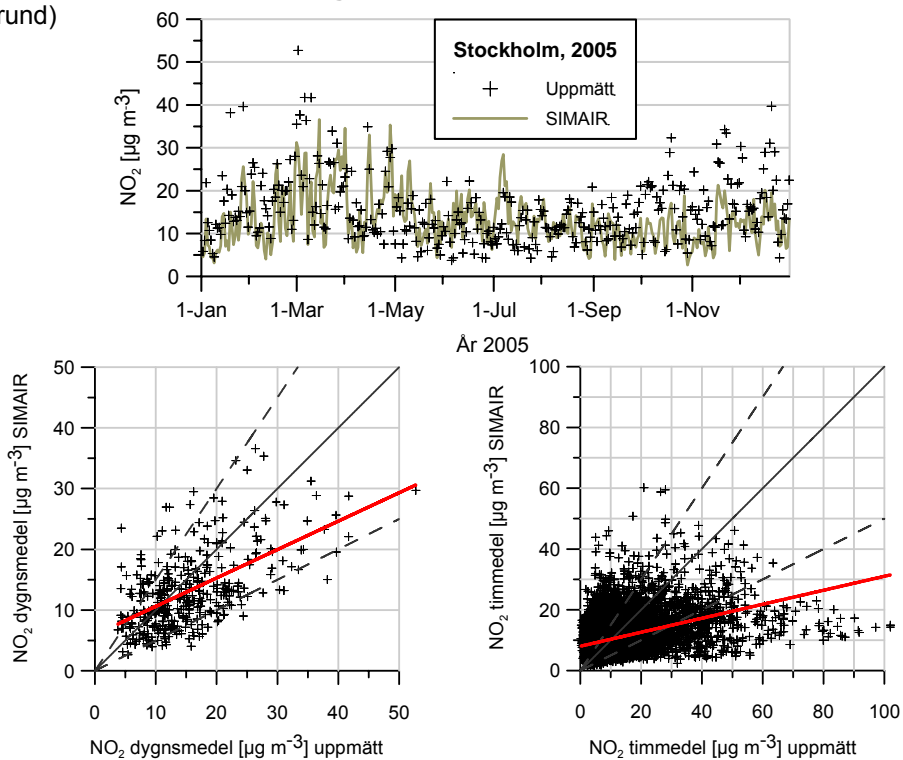 rund)
Stockholm, 2005
Uppmätt
SIMAIR
NO₂ [µg m⁻³]
60
50
40
30
20
10
0
1-Jan 1-Mar 1-May 1-Jul 1-Sep 1-Nov
År 2005
NO₂ dygnsmedel [µg m⁻³] SIMAIR
50
40
30
20
10
0
0 10 20 30 40 50
NO₂ dygnsmedel [µg m⁻³] uppmätt
NO₂ timmedel [µg m⁻³] SIMAIR
100
80
60
40
20
0
0 20 40 60 80 100
NO₂ timmedel [µg m⁻³] uppmätt